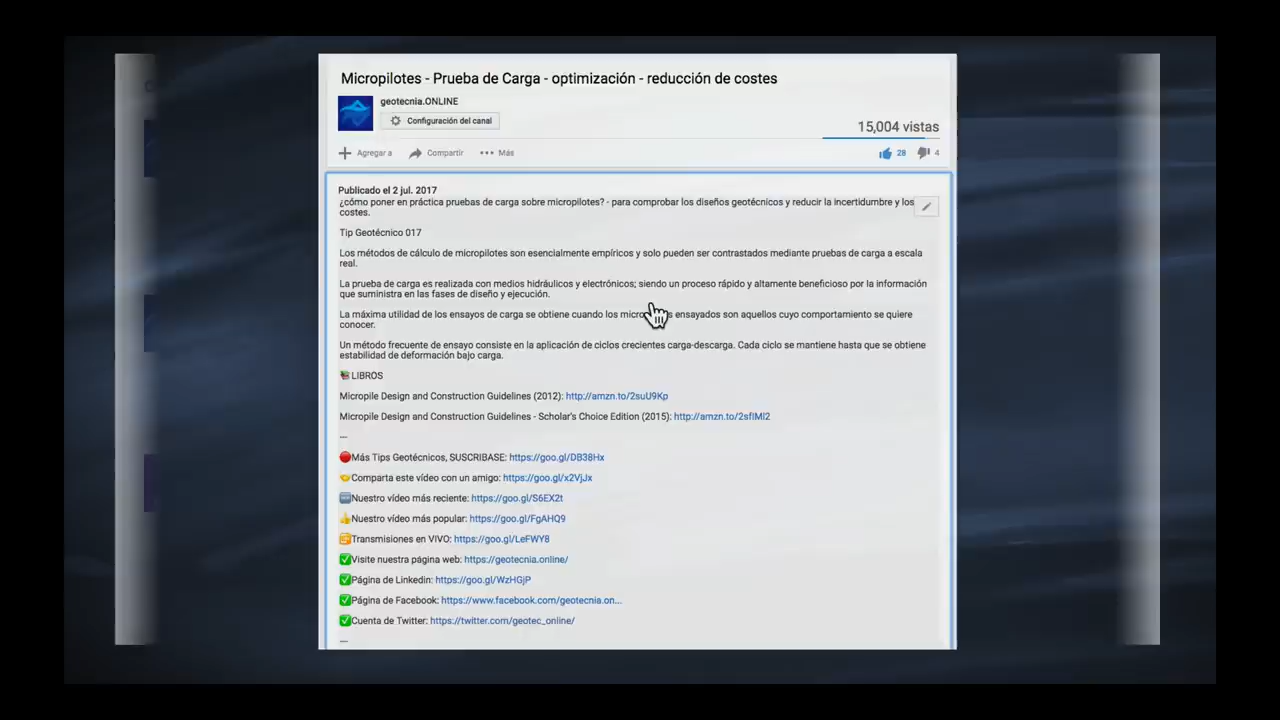 Micropilotes - Prueba de Carga - optimización - reducción de costes
geotecnia.ONLINE
Configuración del canal
15,004 vistas
Agregar a Compartir Más 28 4
Publicado el 2 jul. 2017
¿cómo poner en práctica pruebas de carga sobre micropilotes? - para comprobar los diseños geotécnicos y reducir la incertidumbre y los
costes.
Tip Geotécnico 017
Los métodos de cálculo de micropilotes son esencialmente empíricos y solo pueden ser contrastados mediante pruebas de carga a escala
real.
La prueba de carga es realizada con medios hidráulicos y electrónicos; siendo un proceso rápido y altamente beneficioso por la información
que suministra en las fases de diseño y ejecución.
La máxima utilidad de los ensayos de carga se obtiene cuando los ensayados son aquellos cuyo comportamiento se quiere
conocer.
Un método frecuente de ensayo consiste en la aplicación de ciclos crecientes carga-descarga. Cada ciclo se mantiene hasta que se obtiene
estabilidad de deformación bajo carga.
LIBROS
Micropile Design and Construction Guidelines (2012): http://amzn.to/2suU9Kp
Micropile Design and Construction Guidelines - Scholar's Choice Edition (2015): http://amzn.to/2sfIMI2
---
Más Tips Geotécnicos, SUSCRIBASE: https://goo.gl/DB38Hx
Comparta este vídeo con un amigo: https://goo.gl/x2VjJx
Nuestro vídeo más reciente: https://goo.gl/S6EX2t
Nuestro vídeo más popular: https://goo.gl/FgAHQ9
Transmisiones en VIVO: https://goo.gl/LeFWY8
Visite nuestra página web: https://geotecnia.online/
Página de Linkedin: https://goo.gl/WzHGjP
Página de Facebook: https://www.facebook.com/geotecnia.on...
Cuenta de Twitter: https://twitter.com/geotec_online/
---